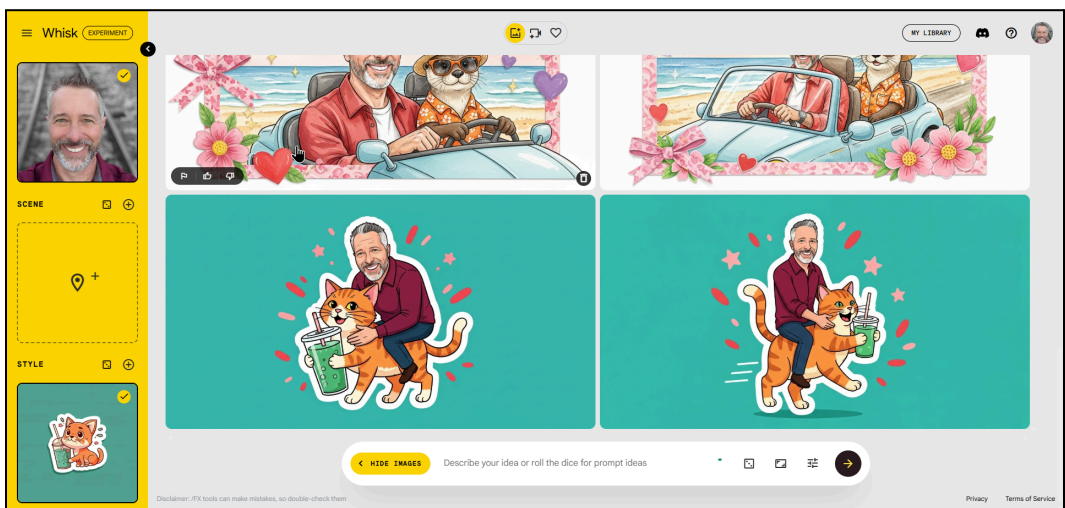 Whisk EXPERIMENT
MY LIBRARY
SCENE
STYLE
HIDE IMAGES
Describe your idea or roll the dice for prompt ideas
Disclaimer: /FX tools can make mistakes, so double-check them
Privacy Terms of Service